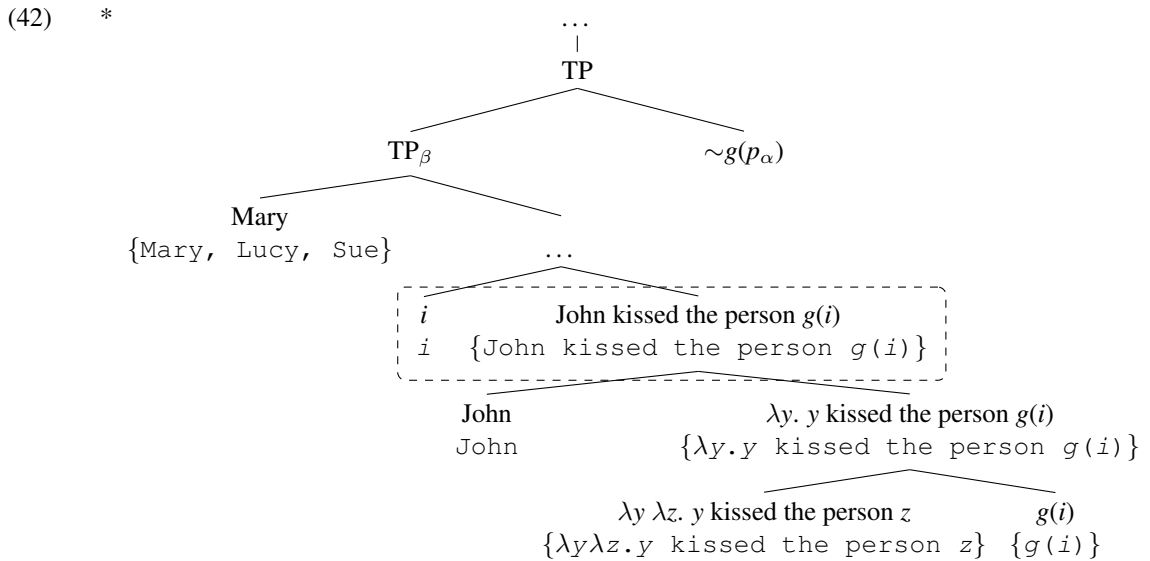 (42) * …
TP
TPβ ∼g(pα)
Mary
{Mary, Lucy, Sue} …
i John kissed the person g(i)
i {John kissed the person g(i)}
John λy. y kissed the person g(i)
John {λy.y kissed the person g(i)}
λy λz. y kissed the person z g(i)
{λyλz.y kissed the person z} {g(i)}